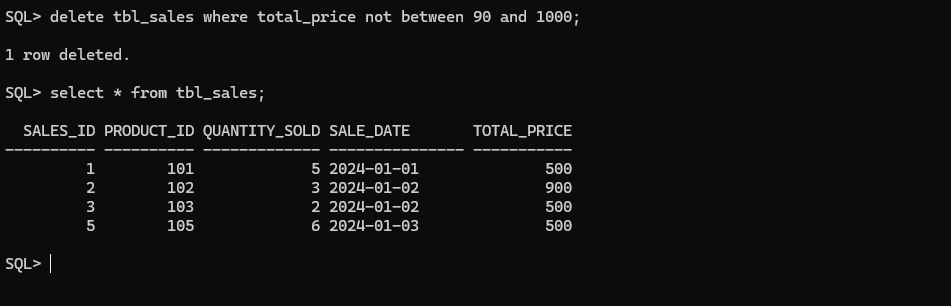 SQL> delete tbl_sales where total_price not between 90 and 1000;
1 row deleted.
SQL> select * from tbl_sales;
  SALES_ID PRODUCT_ID QUANTITY_SOLD SALE_DATE       TOTAL_PRICE
---------- ---------- ------------- --------------- -----------
         1        101             5 2024-01-01              500
         2        102             3 2024-01-02              900
         3        103             2 2024-01-02              500
         5        105             6 2024-01-03              500
SQL>